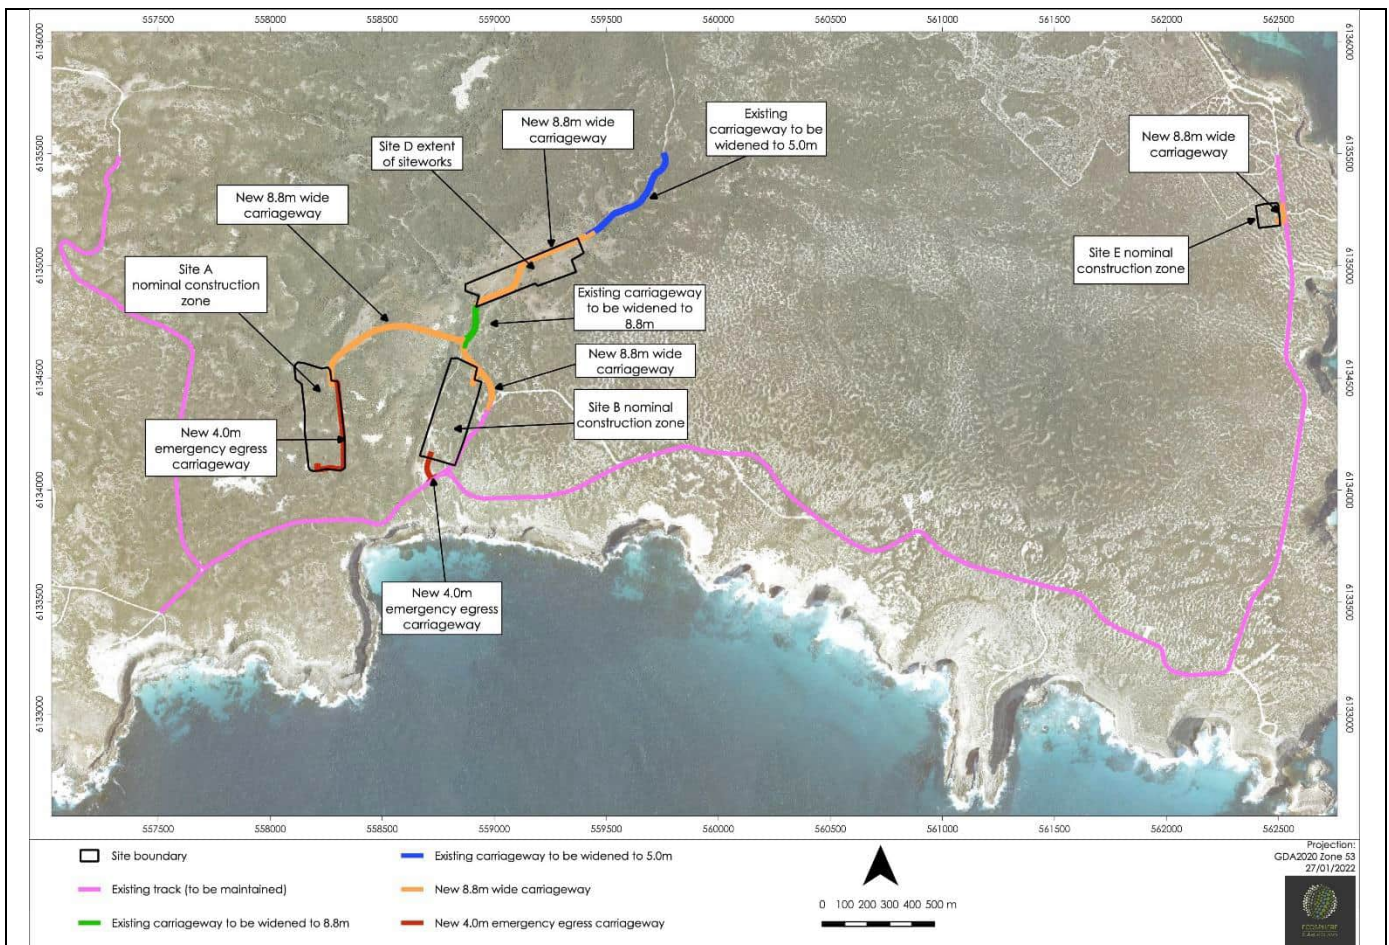 557500 558000 558500 559000 559500 560000 560500 561000 561500 562000 562500
6136000
6136000
Existing
carriageway to be
widened to 5.0m
New 8.8m wide
carriageway
New 8.8m wide
carriageway
Site D extent
of siteworks
6135500
6135500
New 8.8m wide
carriageway
Site E nominal
construction zone
Site A
nominal construction
zone
6135000
6135000
Existing carriageway
to be widened to
8.8m
New 8.8m wide
carriageway
6134500
6134500
Site B nominal
construction zone
New 4.0m
emergency egress
carriageway
6134000
6134000
New 4.0m
emergency egress
carriageway
6133500
6133500
6133000
6133000
557500 558000 558500 559000 559500 560000 560500 561000 561500 562000 562500
Site boundary
Existing track (to be maintained)
Existing carriageway to be widened to 8.8m
Existing carriageway to be widened to 5.0m
New 8.8m wide carriageway
New 4.0m emergency egress carriageway
0 100 200 300 400 500 m
Projection:
GDA2020 Zone 53
27/01/2022